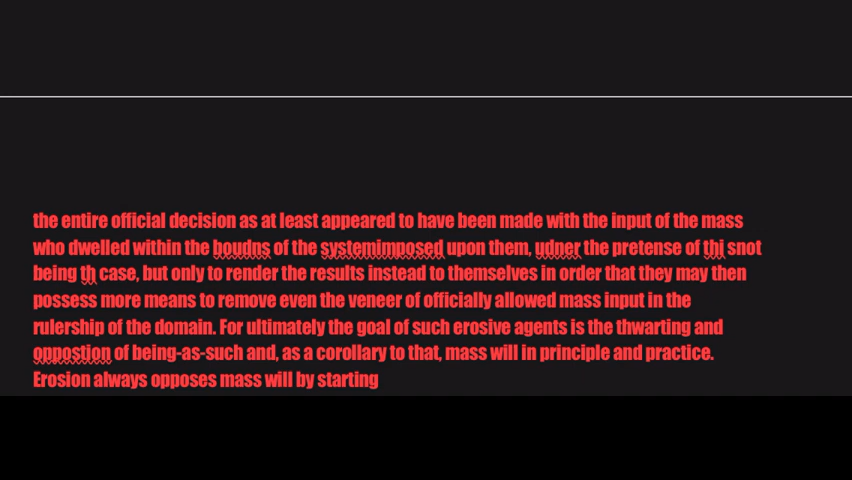 the entire official decision as at least appeared to have been made with the input of the mass
who dwelled within the boudns of the systemimposed upon them, udner the pretense of thi snot
being th case, but only to render the results instead to themselves in order that they may then
possess more means to remove even the veneer of officially allowed mass input in the
rulership of the domain. For ultimately the goal of such erosive agents is the thwarting and
oppostion of being-as-such and, as a corollary to that, mass will in principle and practice.
Erosion always opposes mass will by starting